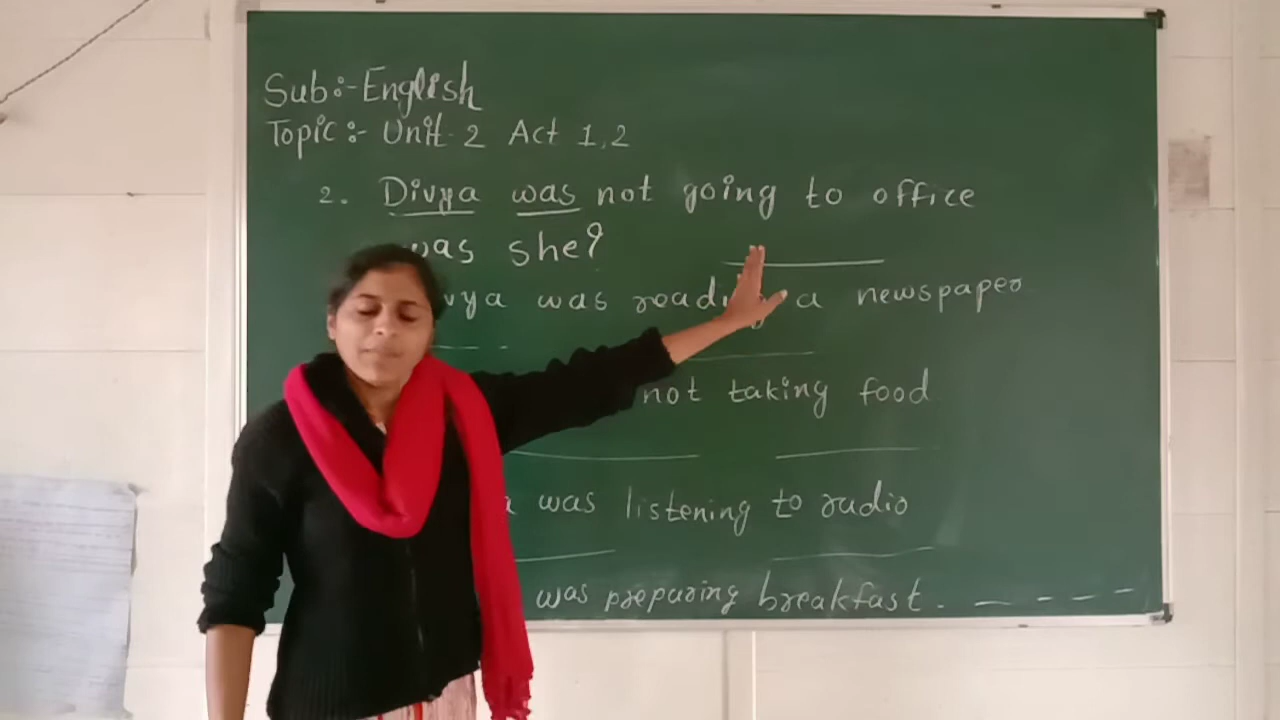 Sub:-English
Topic:- Unit-2 Act 1,2
2. Divya was not going to office
was she?
was reading a newspaper
not taking food
was listening to radio
was preparing breakfast.